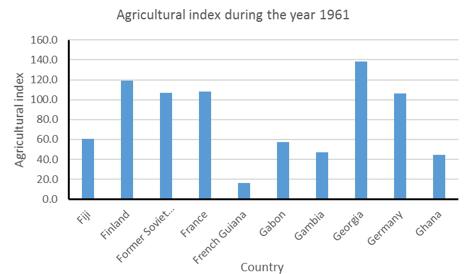 Agricultural index during the year 1961
Agricultural index
160.0
140.0
120.0
100.0
80.0
60.0
40.0
20.0
0.0
Fiji
Finland
Former Soviet...
France
French Guiana
Gabon
Gambia
Georgia
Germany
Ghana
Country